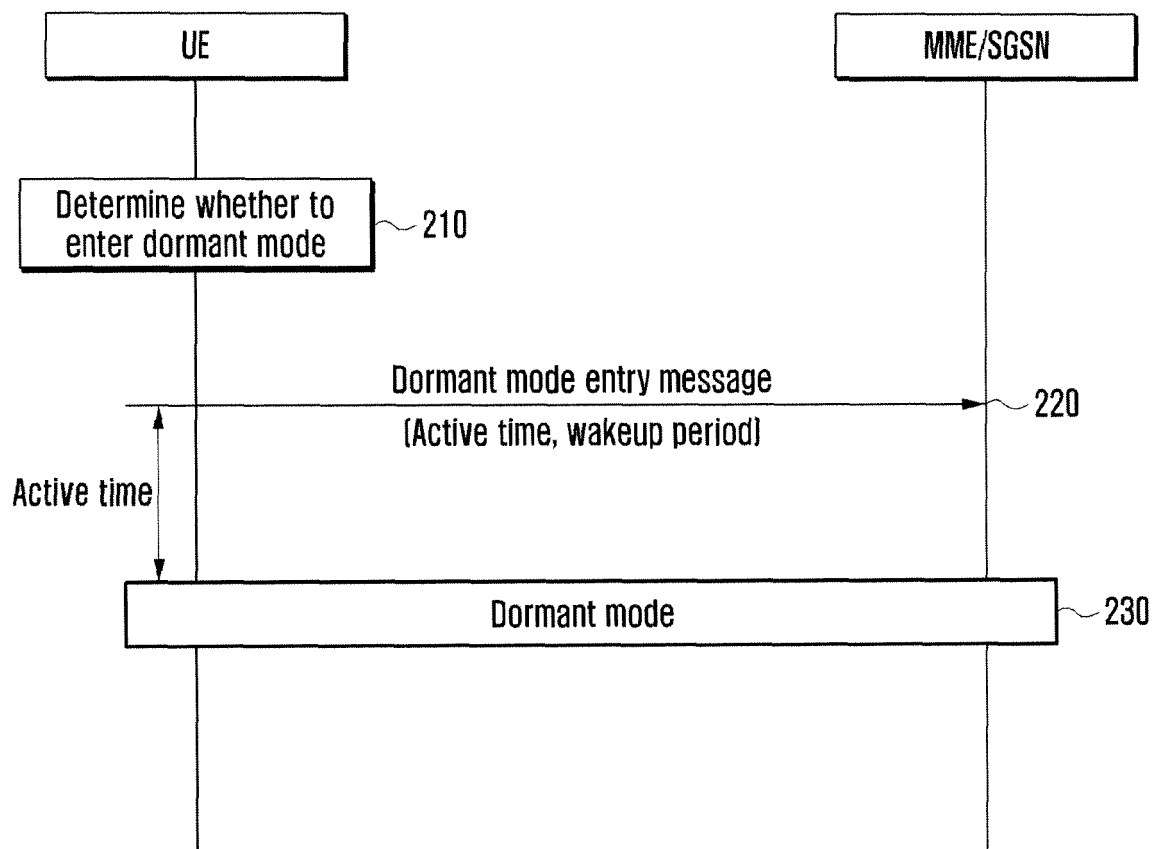 UE
MME/SGSN
Determine whether to
enter dormant mode
210
Dormant mode entry message
220
(Active time, wakeup period)
Active time
Dormant mode
230